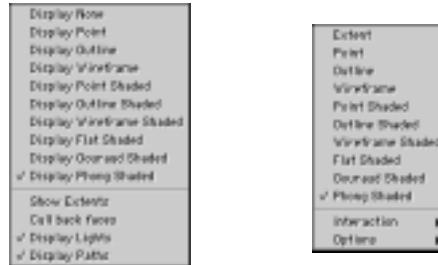 Display None
Display Point
Display Outline
Display Wireframe
Display Point Shaded
Display Outline Shaded
Display Wireframe Shaded
Display Flat Shaded
Display Gouraud Shaded
✓ Display Phong Shaded
Show Extents
Cull back faces
✓ Display Lights
✓ Display Paths
Extent
Point
Outline
Wireframe
Point Shaded
Outline Shaded
Wireframe Shaded
Flat Shaded
Gouraud Shaded
✓ Phong Shaded
Interaction
Options